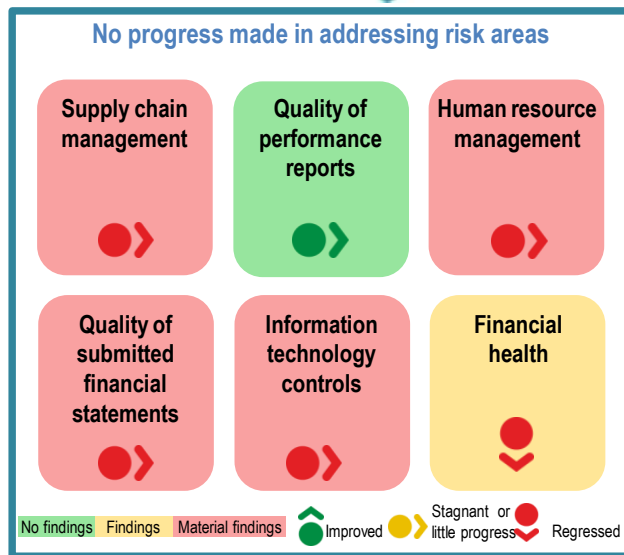 No progress made in addressing risk areas
Supply chain
management
Quality of
performance
reports
Human resource
management
Quality of
submitted
financial
statements
Information
technology
controls
Financial
health
No findings
Findings
Material findings
Improved
Stagnant or
little progress
Regressed